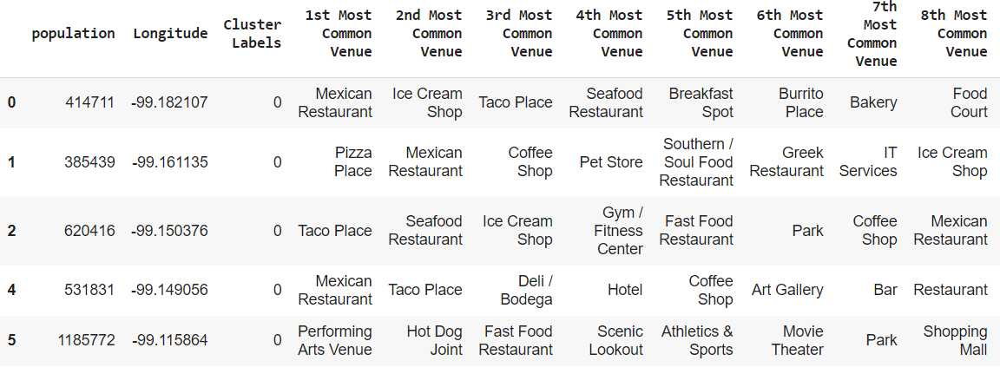 population Longitude Cluster Labels 1st Most Common Venue 2nd Most Common Venue 3rd Most Common Venue 4th Most Common Venue 5th Most Common Venue 6th Most Common Venue 7th Most Common Venue 8th Most Common Venue
0 414711 -99.182107 0 Mexican Restaurant Ice Cream Shop Taco Place Seafood Restaurant Breakfast Spot Burrito Place Bakery Food Court
1 385439 -99.161135 0 Pizza Place Mexican Restaurant Coffee Shop Pet Store Southern / Soul Food Restaurant Greek Restaurant IT Services Ice Cream Shop
2 620416 -99.150376 0 Taco Place Seafood Restaurant Ice Cream Shop Gym / Fitness Center Fast Food Restaurant Park Coffee Shop Mexican Restaurant
4 531831 -99.149056 0 Mexican Restaurant Taco Place Deli / Bodega Hotel Coffee Shop Art Gallery Bar Restaurant
5 1185772 -99.115864 0 Performing Arts Venue Hot Dog Joint Fast Food Restaurant Scenic Lookout Athletics & Sports Movie Theater Park Shopping Mall